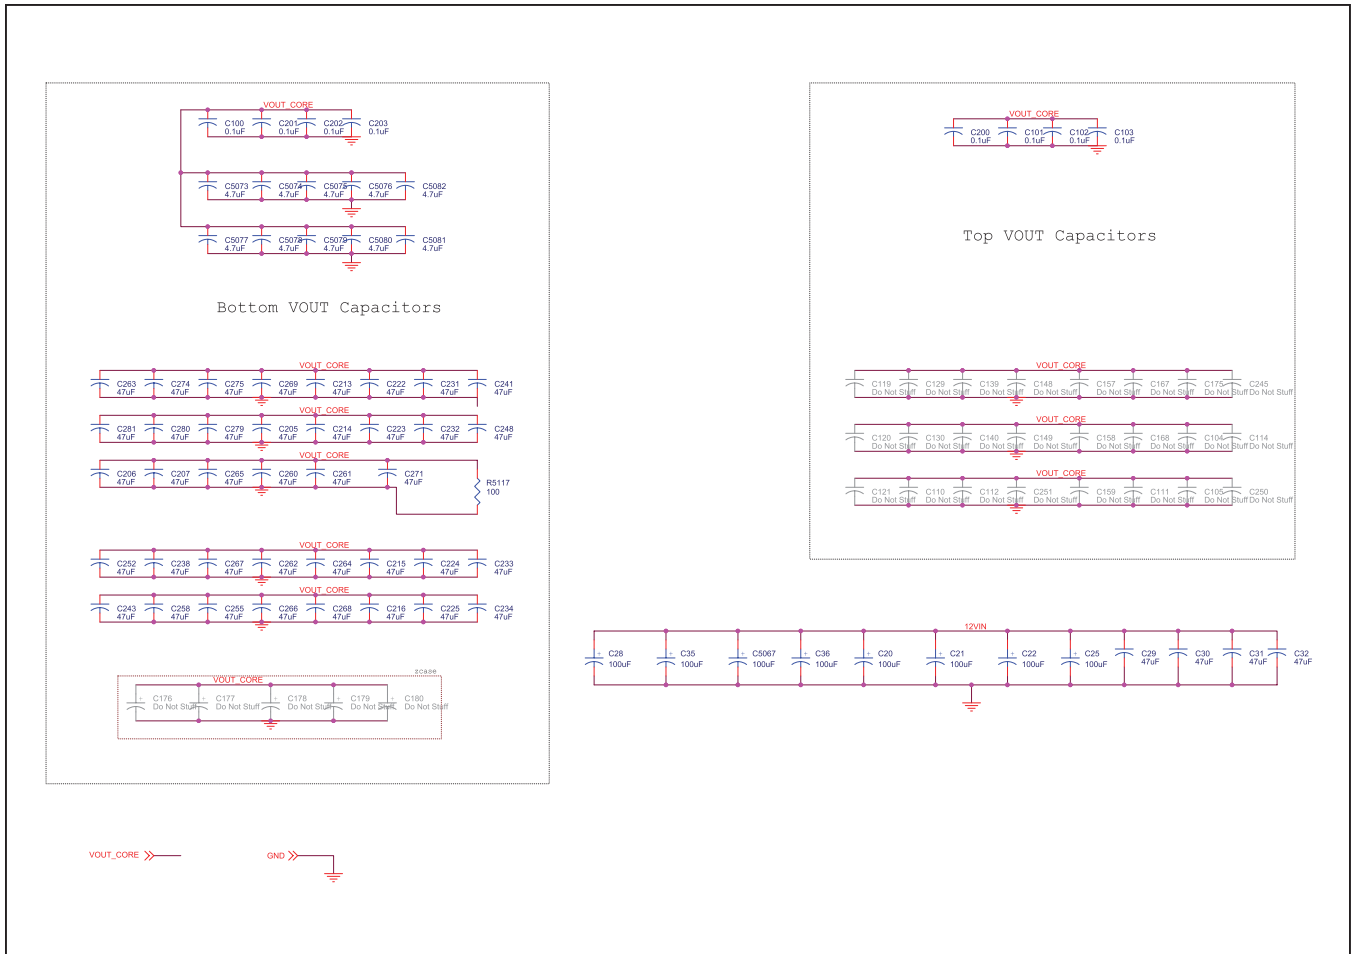 VOUT_CORE
C100 C201 C202 C203
0.1uF 0.1uF 0.1uF 0.1uF
C5073 C5074 C5075 C5076 C5082
4.7uF 4.7uF 4.7uF 4.7uF 4.7uF
C5077 C5078 C5079 C5080 C5081
4.7uF 4.7uF 4.7uF 4.7uF 4.7uF
Bottom VOUT Capacitors
VOUT_CORE
C263 C274 C275 C269 C213 C222 C231 C241
47uF 47uF 47uF 47uF 47uF 47uF 47uF 47uF
VOUT_CORE
C281 C280 C279 C205 C214 C223 C232 C248
47uF 47uF 47uF 47uF 47uF 47uF 47uF 47uF
VOUT_CORE
C206 C207 C265 C260 C261 C271
47uF 47uF 47uF 47uF 47uF 47uF
R5117
100
VOUT_CORE
C252 C238 C267 C262 C264 C215 C224 C233
47uF 47uF 47uF 47uF 47uF 47uF 47uF 47uF
VOUT_CORE
C243 C258 C255 C266 C268 C216 C225 C234
47uF 47uF 47uF 47uF 47uF 47uF 47uF 47uF
zcase
VOUT_CORE
C176 C177 C178 C179 C180
Do Not Stuff Do Not Stuff Do Not Stuff Do Not Stuff Do Not Stuff
VOUT_CORE
GND
VOUT_CORE
C200 C101 C102 C103
0.1uF 0.1uF 0.1uF 0.1uF
Top VOUT Capacitors
VOUT_CORE
C119 C129 C139 C148 C157 C167 C175 C245
Do Not Stuff Do Not Stuff Do Not Stuff Do Not Stuff Do Not Stuff Do Not Stuff Do Not Stuff Do Not Stuff
VOUT_CORE
C120 C130 C140 C149 C158 C168 C104 C114
Do Not Stuff Do Not Stuff Do Not Stuff Do Not Stuff Do Not Stuff Do Not Stuff Do Not Stuff Do Not Stuff
VOUT_CORE
C121 C110 C112 C251 C159 C111 C105 C250
Do Not Stuff Do Not Stuff Do Not Stuff Do Not Stuff Do Not Stuff Do Not Stuff Do Not Stuff Do Not Stuff
12VIN
C28 C35 C5067 C36 C20 C21 C22 C25 C29 C30 C31 C32
100uF 100uF 100uF 100uF 100uF 100uF 100uF 100uF 47uF 47uF 47uF 47uF